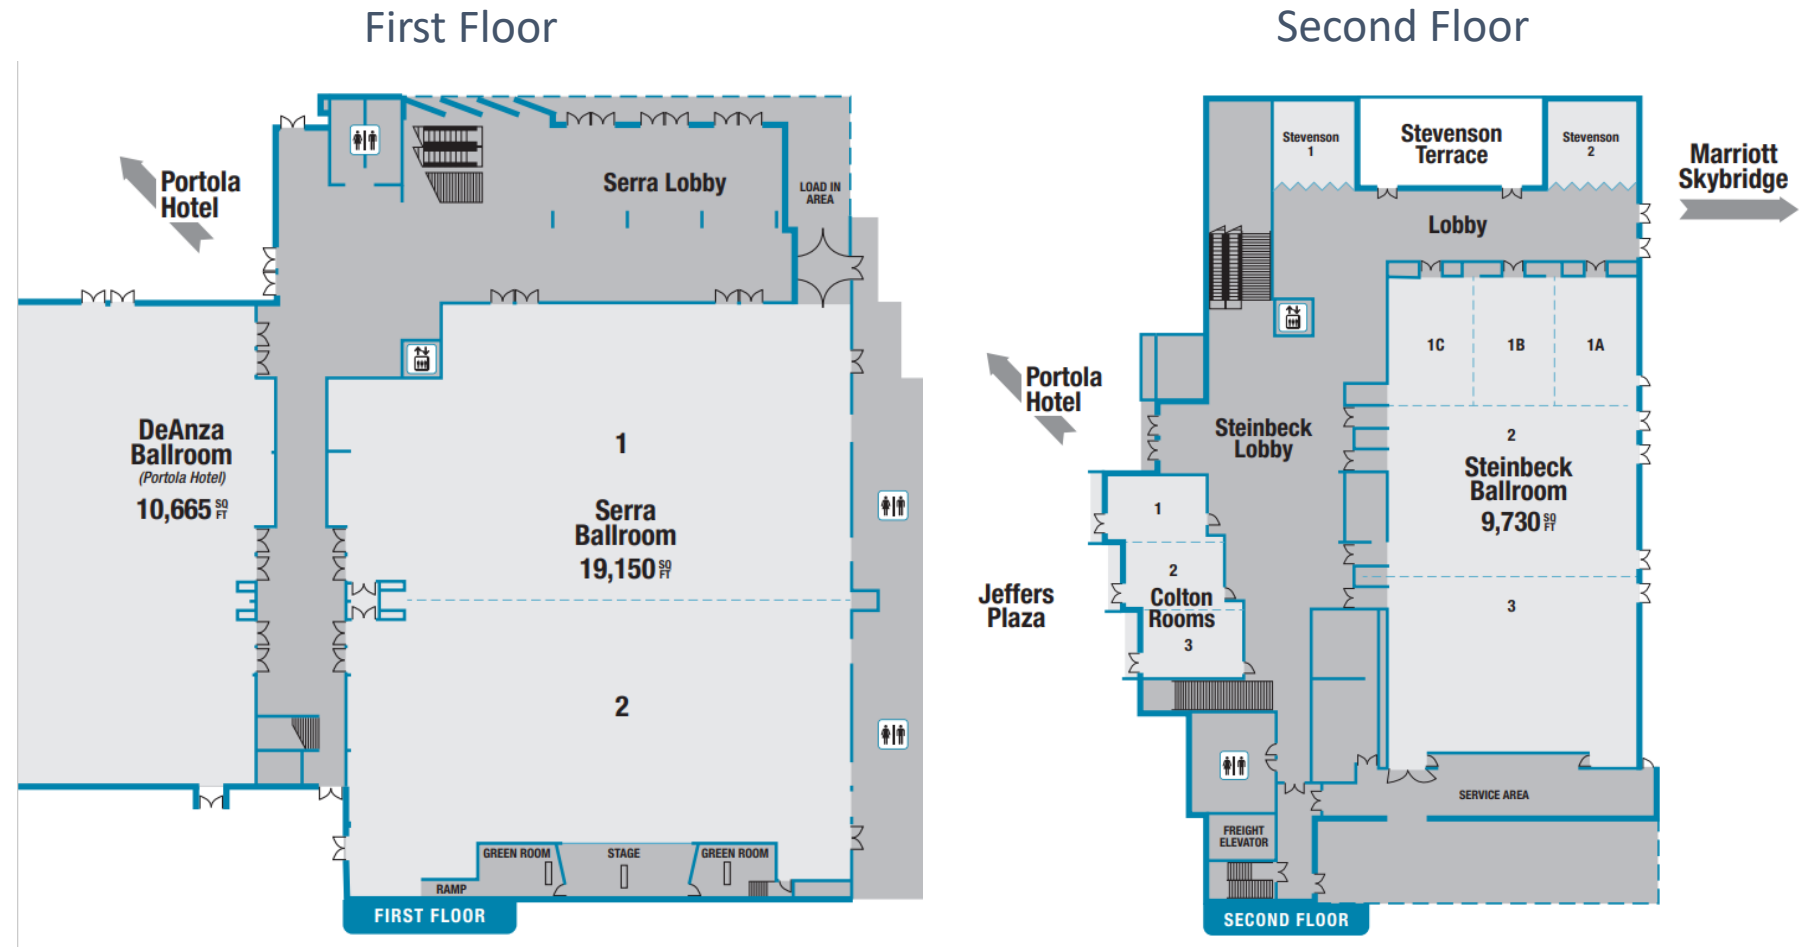 First Floor
Portola
Hotel
Serra Lobby
LOAD IN
AREA
DeAnza
Ballroom
(Portola Hotel)
10,665 SQ FT
1
Serra
Ballroom
19,150 SQ FT
2
GREEN ROOM
STAGE
GREEN ROOM
RAMP
FIRST FLOOR
Second Floor
Stevenson
1
Stevenson
Terrace
Stevenson
2
Marriott
Skybridge
Lobby
1C
1B
1A
Portola
Hotel
Steinbeck
Lobby
2
Steinbeck
Ballroom
9,730 SQ FT
1
2
Colton
Rooms
3
Jeffers
Plaza
3
SERVICE AREA
FREIGHT
ELEVATOR
SECOND FLOOR